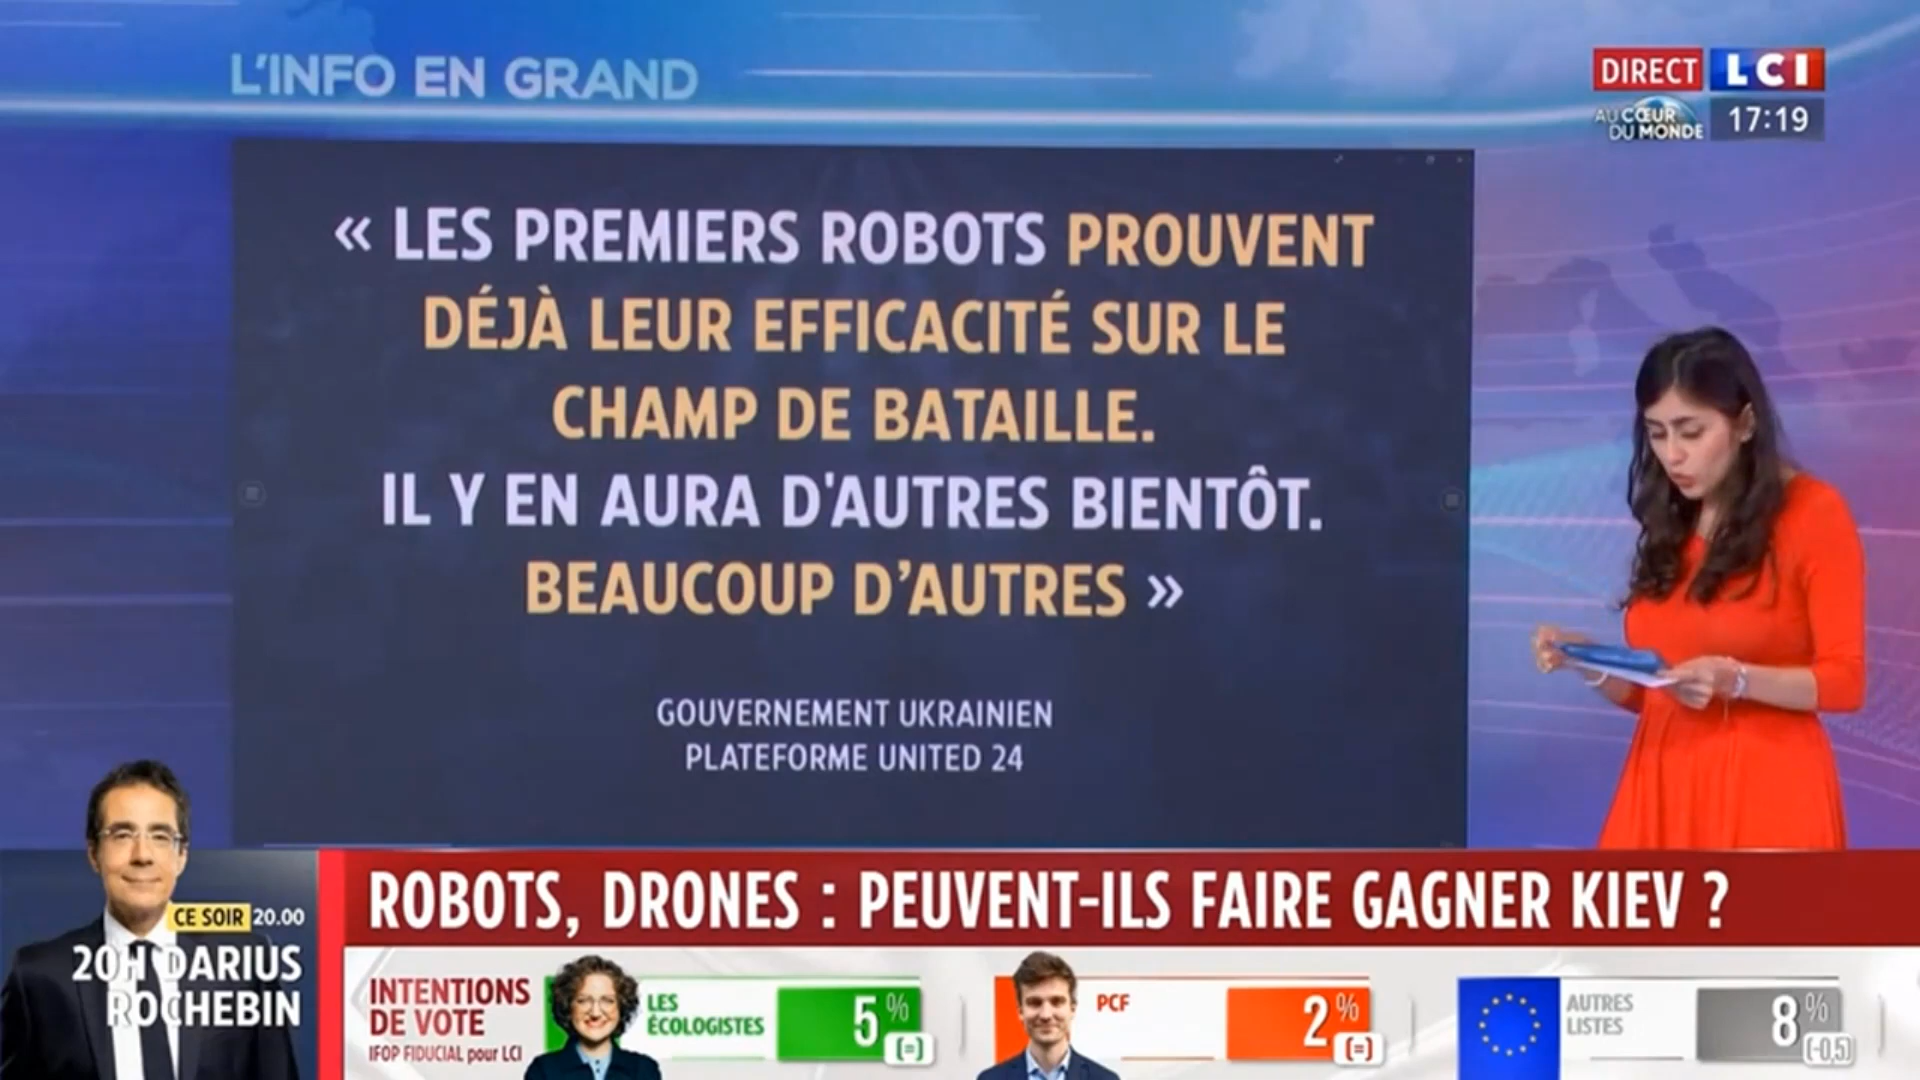 L'INFO EN GRAND
DIRECT LCI
AU CŒUR
DU MONDE
17:19
« LES PREMIERS ROBOTS PROUVENT
DÉJÀ LEUR EFFICACITÉ SUR LE
CHAMP DE BATAILLE.
IL Y EN AURA D'AUTRES BIENTÔT.
BEAUCOUP D’AUTRES »
GOUVERNEMENT UKRAINIEN
PLATEFORME UNITED 24
CE SOIR 20.00
20H DARIUS
ROCHEBIN
ROBOTS, DRONES : PEUVENT-ILS FAIRE GAGNER KIEV ?
INTENTIONS
DE VOTE
IFOP FIDUCIAL pour LCI
LES
ÉCOLOGISTES
5%
(=)
PCF
2%
(=)
AUTRES
LISTES
8%
(-0,5)